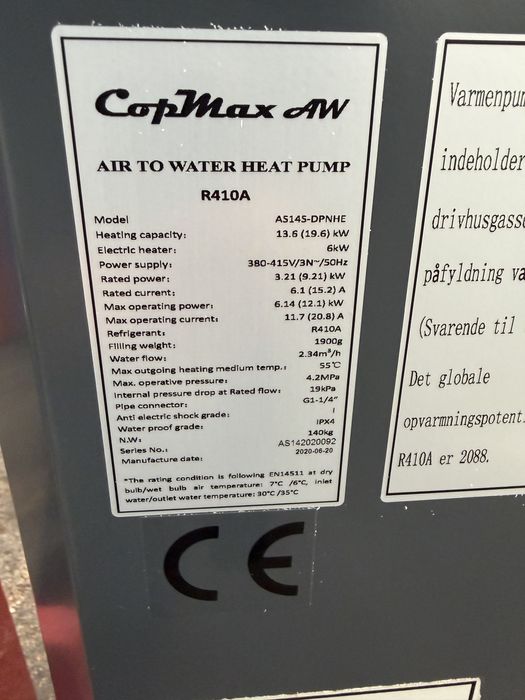 CopMax AW
AIR TO WATER HEAT PUMP
R410A
Model AS14S-DPNHE
Heating capacity: 13.6 (19.6) kW
Electric heater: 6kW
Power supply: 380-415V/3N~/50Hz
Rated power: 3.21 (9.21) kW
Rated current: 6.1 (15.2) A
Max operating power: 6.14 (12.1) kW
Max operating current: 11.7 (20.8) A
Refrigerant: R410A
Filling weight: 1900g
Water flow: 2.34m³/h
Max outgoing heating medium temp.: 55℃
Max. operative pressure: 4.2MPa
Internal pressure drop at Rated flow: 19kPa
Pipe connector: G1-1/4"
Anti electric shock grade: I
Water proof grade: IPX4
N.W: 140kg
Series No.: AS142020092
Manufacture date: 2020-06-20
*The rating condition is following EN14511 at dry
bulb/wet bulb air temperature: 7℃ /6℃, inlet
water/outlet water temperature: 30℃ /35℃
CE
Varmenpu
indeholder
drivhusgasse
påfyldning va
(Svarende til
Det globale
opvarmningspotent
R410A er 2088.